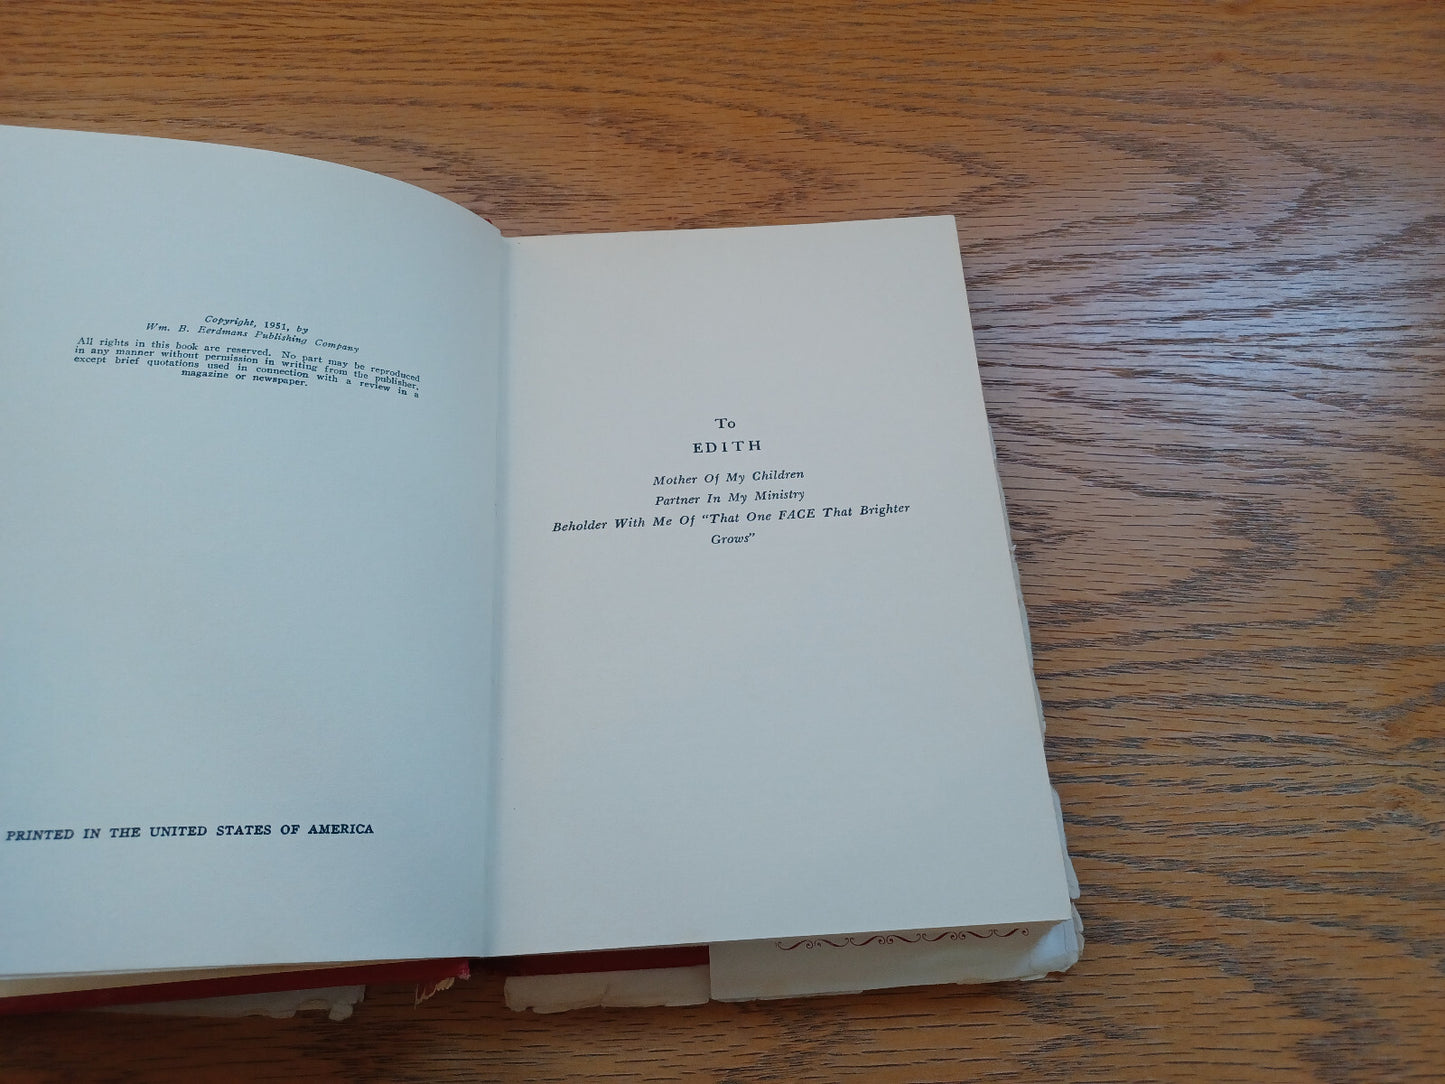 Copyright, 1951, by
Wm. B. Eerdmans Publishing Company
All rights in this book are reserved. No part may be reproduced
in any manner without permission in writing from the publisher,
except brief quotations used in connection with a review in a
magazine or newspaper.
PRINTED IN THE UNITED STATES OF AMERICA
To
EDITH
Mother Of My Children
Partner In My Ministry
Beholder With Me Of “That One FACE That Brighter
Grows”